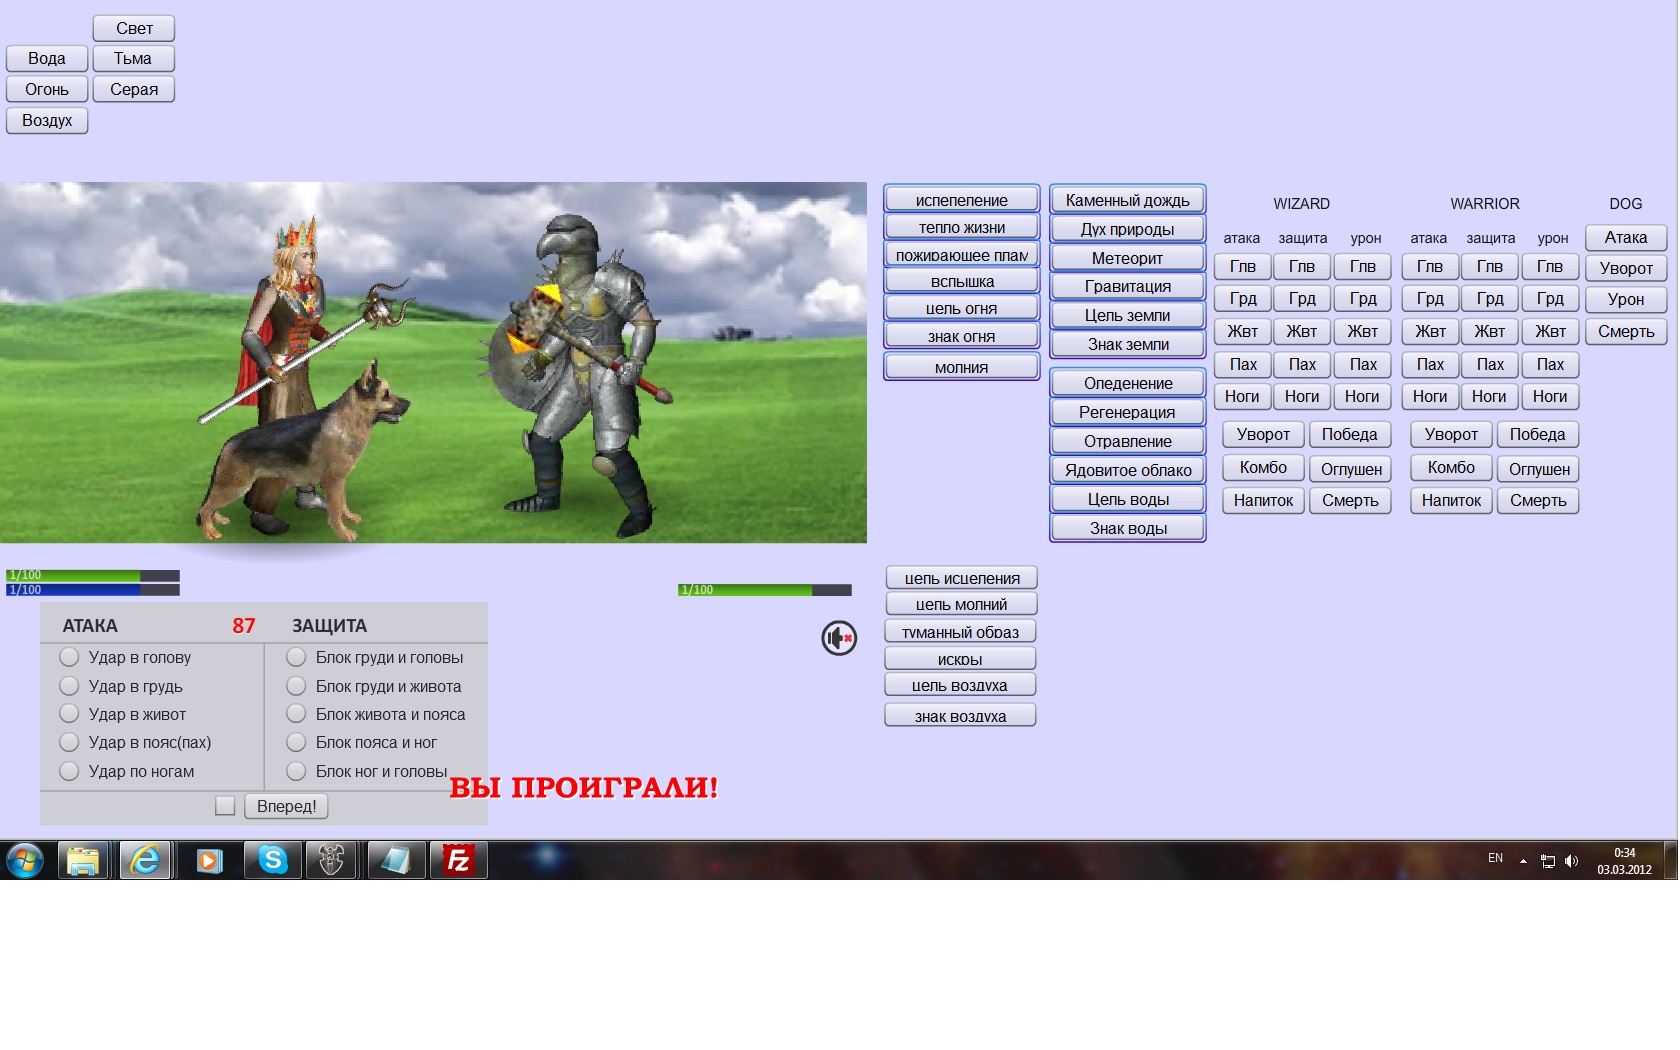 Свет
Вода Тьма
Огонь Серая
Воздух
испепеление
тепло жизни
пожирающее плам
вспышка
цель огня
знак огня
молния
Каменный дождь
Дух природы
Метеорит
Гравитация
Цель земли
Знак земли
Оледенение
Регенерация
Отравление
Ядовитое облако
Цель воды
Знак воды
WIZARD
атака защита урон
Глв Глв Глв
Грд Грд Грд
Жвт Жвт Жвт
Пах Пах Пах
Ноги Ноги Ноги
Уворот Победа
Комбо Оглушен
Напиток Смерть
WARRIOR
атака защита урон
Глв Глв Глв
Грд Грд Грд
Жвт Жвт Жвт
Пах Пах Пах
Ноги Ноги Ноги
Уворот Победа
Комбо Оглушен
Напиток Смерть
DOG
Атака
Уворот
Урон
Смерть
1/100
1/100
1/100
цепь исцеления
цепь молний
туманный образ
искры
цель воздуха
знак воздуха
АТАКА 87 ЗАЩИТА
Удар в голову Блок груди и головы
Удар в грудь Блок груди и живота
Удар в живот Блок живота и пояса
Удар в пояс(пах) Блок пояса и ног
Удар по ногам Блок ног и головы
Вперед!
ВЫ ПРОИГРАЛИ!
EN
0:34
03.03.2012